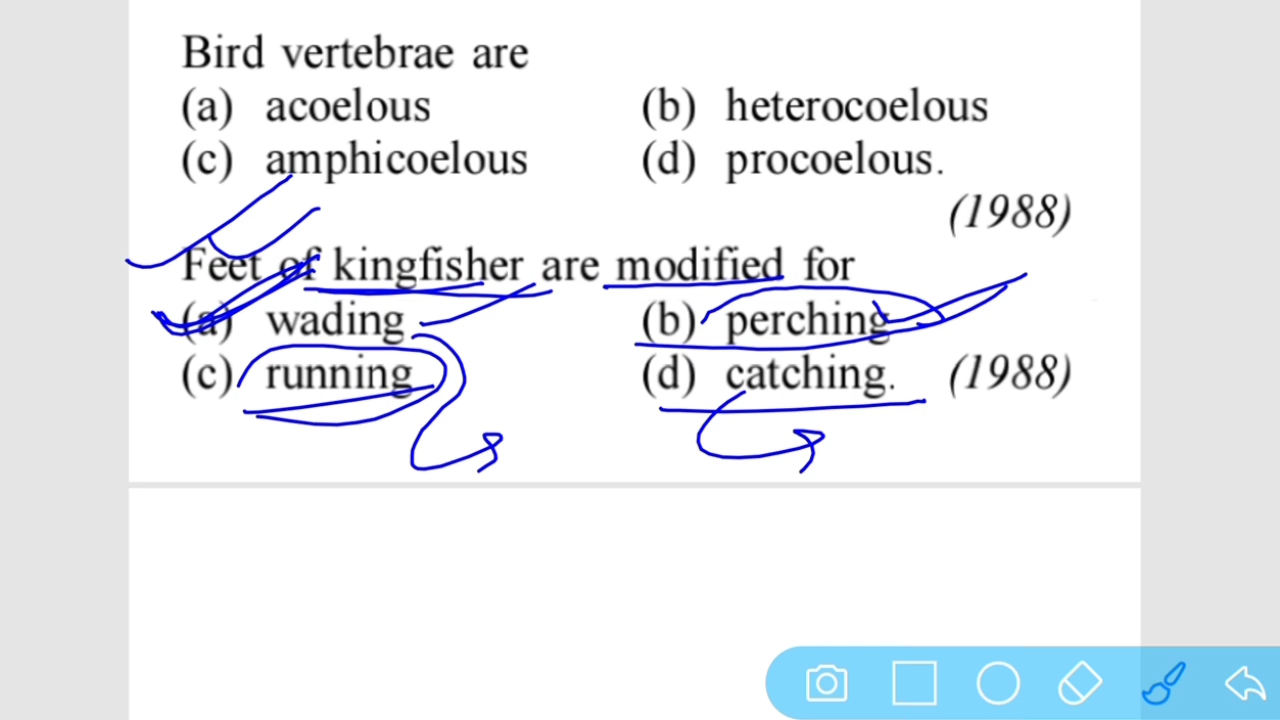 Bird vertebrae are
(a) acoelous (b) heterocoelous
(c) amphicoelous (d) procoelous.
(1988)
Feet of kingfisher are modified for
(a) wading (b) perching
(c) running (d) catching. (1988)